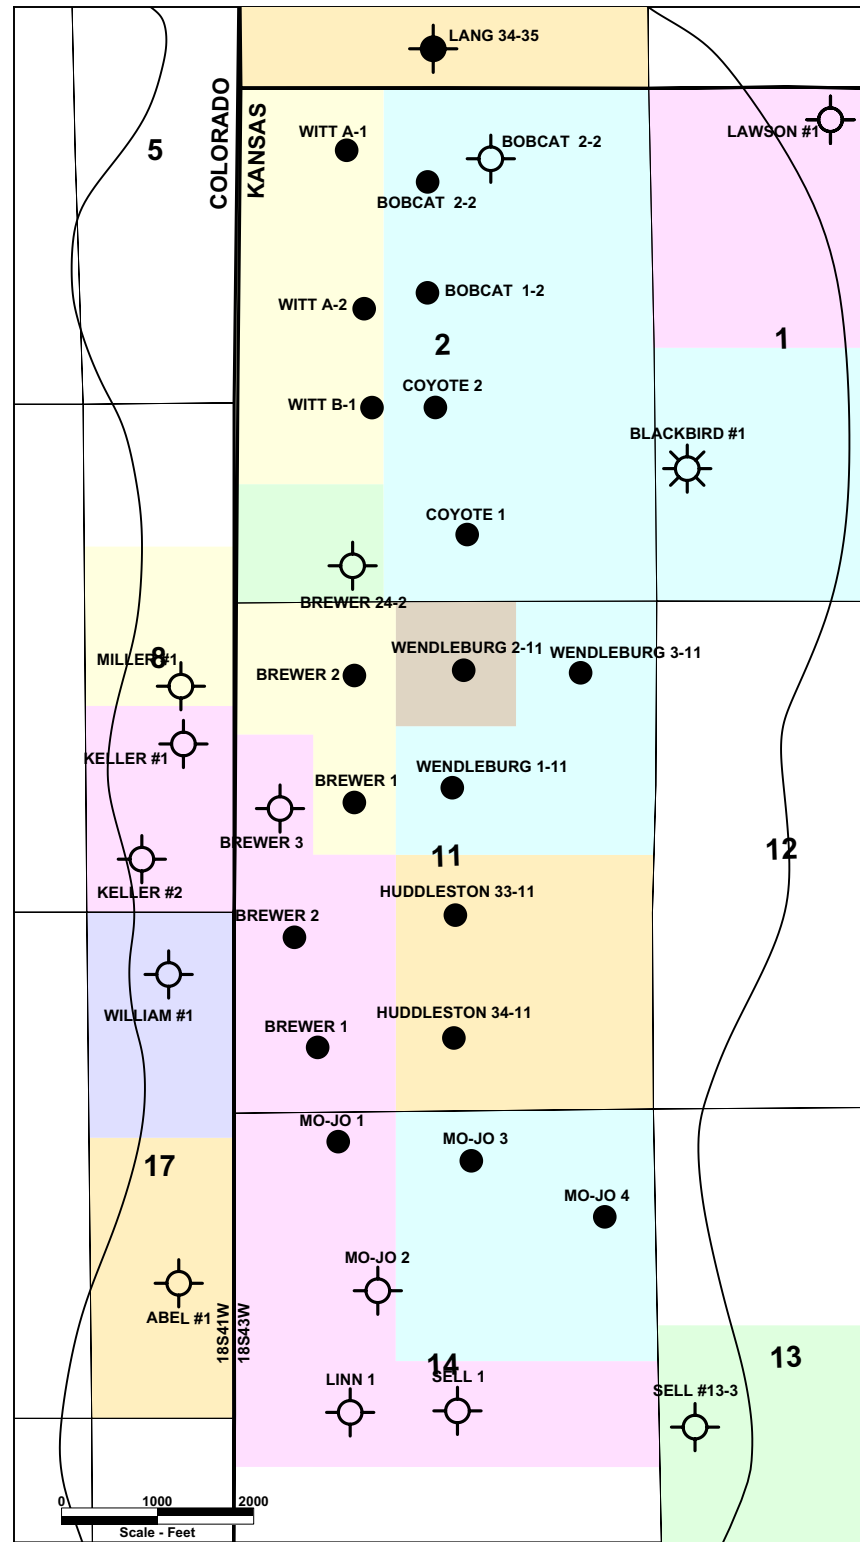 LANG 34-35
COLORADO
KANSAS
WITT A-1
BOBCAT 2-2
LAWSON #1
5
BOBCAT 2-2
WITT A-2
BOBCAT 1-2
2
1
COYOTE 2
WITT B-1
BLACKBIRD #1
COYOTE 1
BREWER 24-2
8
MILLER #1
WENDLEBURG 2-11
WENDLEBURG 3-11
BREWER 2
KELLER #1
BREWER 1
WENDLEBURG 1-11
BREWER 3
11
12
KELLER #2
HUDDLESTON 33-11
BREWER 2
WILLIAM #1
HUDDLESTON 34-11
BREWER 1
MO-JO 1
MO-JO 3
17
MO-JO 4
MO-JO 2
ABEL #1
18S41W
18S43W
14
13
LINN 1
SELL 1
SELL #13-3
0 1000 2000
Scale - Feet